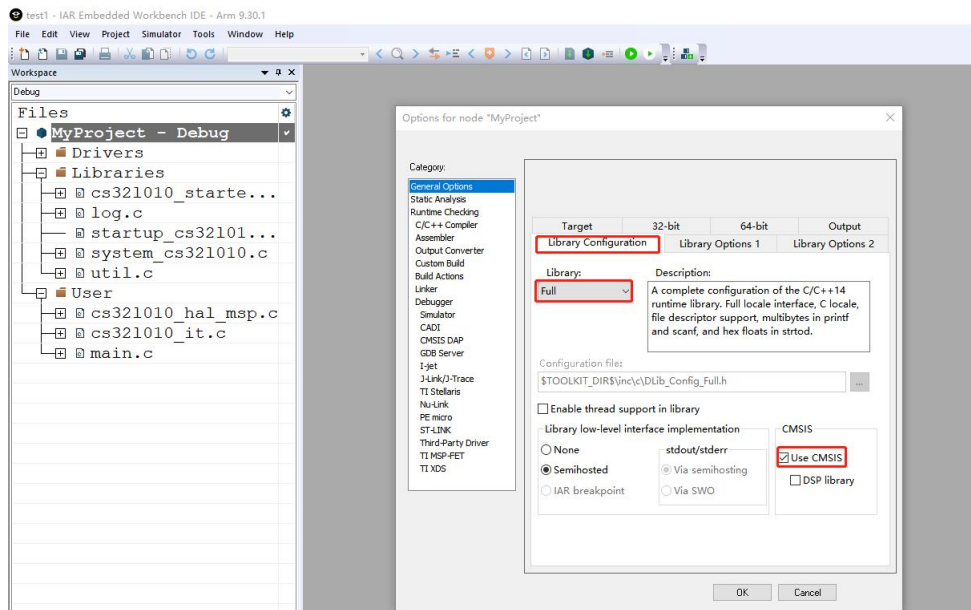 test1 - IAR Embedded Workbench IDE - Arm 9.30.1
File Edit View Project Simulator Tools Window Help
Workspace
Debug
Files
MyProject - Debug
Drivers
Libraries
cs32l010_starte...
log.c
startup_cs32l01...
system_cs32l010.c
util.c
User
cs32l010_hal_msp.c
cs32l010_it.c
main.c
Options for node "MyProject"
Category:
General Options
Static Analysis
Runtime Checking
C/C++ Compiler
Assembler
Output Converter
Custom Build
Build Actions
Linker
Debugger
Simulator
CADI
CMSIS DAP
GDB Server
I-jet
J-Link/J-Trace
TI Stellaris
Nu-Link
PE micro
ST-LINK
Third-Party Driver
TI MSP-FET
TI XDS
Target 32-bit 64-bit Output
Library Configuration Library Options 1 Library Options 2
Library: Description:
Full
A complete configuration of the C/C++14
runtime library. Full locale interface, C locale,
file descriptor support, multibytes in printf
and scanf, and hex floats in strtod.
Configuration file:
$TOOLKIT_DIR$\inc\c\DLib_Config_Full.h
...
Enable thread support in library
Library low-level interface implementation
None
Semihosted
IAR breakpoint
stdout/stderr
Via semihosting
Via SWO
CMSIS
Use CMSIS
DSP library
OK Cancel